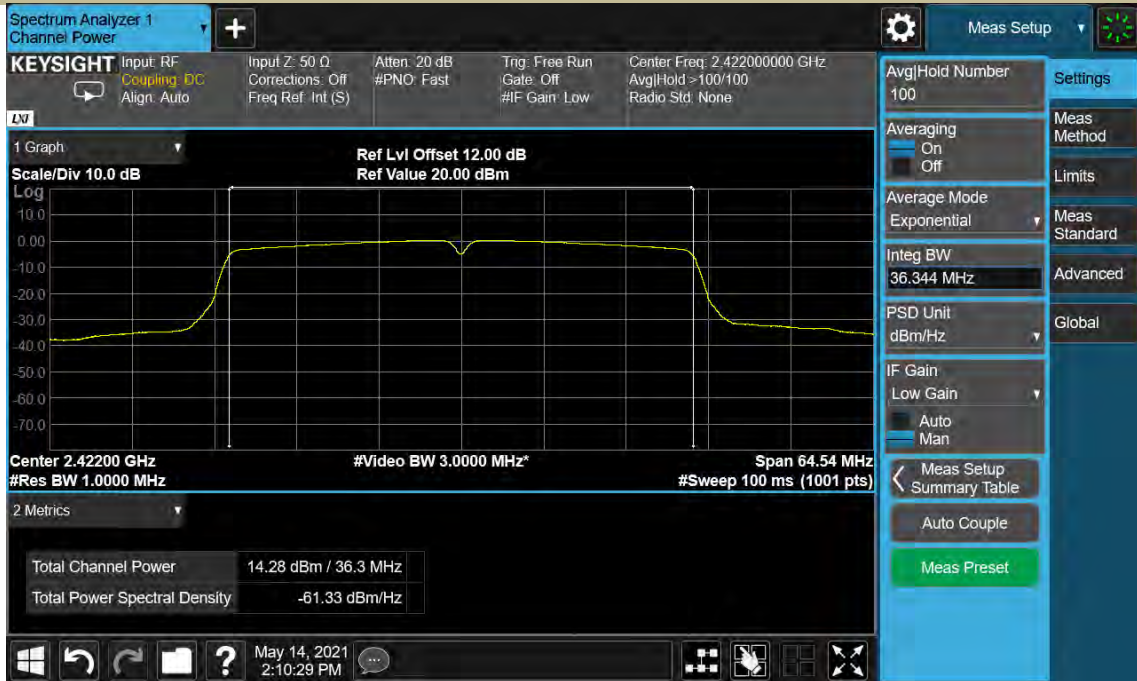 Spectrum Analyzer 1
Channel Power
+
Meas Setup
KEYSIGHT
Input: RF
Coupling: DC
Align: Auto
Input Z: 50 Ω
Corrections: Off
Freq Ref: Int (S)
Atten: 20 dB
#PNO: Fast
Trig: Free Run
Gate: Off
#IF Gain: Low
Center Freq: 2.422000000 GHz
Avg|Hold >100/100
Radio Std: None
LXI
1 Graph
Scale/Div 10.0 dB
Ref Lvl Offset 12.00 dB
Ref Value 20.00 dBm
Log
10.0
0.00
-10.0
-20.0
-30.0
-40.0
-50.0
-60.0
-70.0
Center 2.42200 GHz
#Res BW 1.0000 MHz
#Video BW 3.0000 MHz*
Span 64.54 MHz
#Sweep 100 ms (1001 pts)
2 Metrics
Total Channel Power 14.28 dBm / 36.3 MHz
Total Power Spectral Density -61.33 dBm/Hz
Avg|Hold Number
100
Averaging
On
Off
Average Mode
Exponential
Integ BW
36.344 MHz
PSD Unit
dBm/Hz
IF Gain
Low Gain
Auto
Man
Meas Setup
Summary Table
Auto Couple
Meas Preset
Settings
Meas
Method
Limits
Meas
Standard
Advanced
Global
?
May 14, 2021
2:10:29 PM